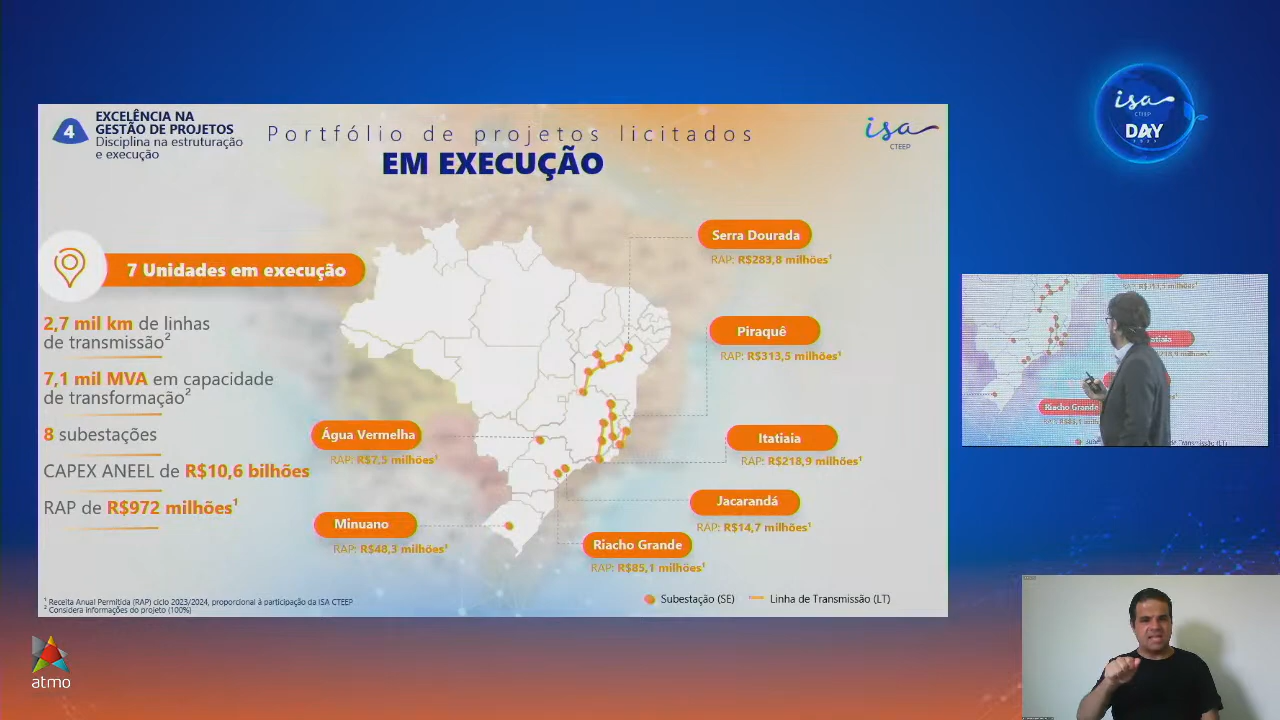 4
EXCELÊNCIA NA
GESTÃO DE PROJETOS
Disciplina na estruturação
e execução
Portfólio de projetos licitados
EM EXECUÇÃO
isa
CTEEP
isa
CTEEP
DAY
7 Unidades em execução
2,7 mil km de linhas
de transmissão²
7,1 mil MVA em capacidade
de transformação²
8 subestações
CAPEX ANEEL de R$10,6 bilhões
RAP de R$972 milhões¹
Serra Dourada
RAP: R$283,8 milhões¹
Piraquê
RAP: R$313,5 milhões¹
Água Vermelha
RAP: R$7,5 milhões¹
Itatiaia
RAP: R$218,9 milhões¹
Jacarandá
RAP: R$14,7 milhões¹
Minuano
RAP: R$48,3 milhões¹
Riacho Grande
RAP: R$85,1 milhões¹
¹ Receita Anual Permitida (RAP) ciclo 2023/2024, proporcional à participação da ISA CTEEP
² Considera informações do projeto (100%)
Subestação (SE)
Linha de Transmissão (LT)
Riacho Grande
atmo